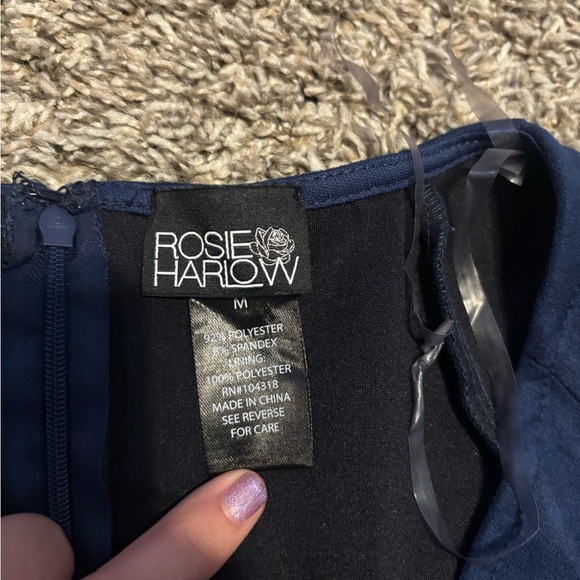 ROSIE
HARLOW
M
92% POLYESTER
8% SPANDEX
LINING:
100% POLYESTER
RN#104318
MADE IN CHINA
SEE REVERSE
FOR CARE